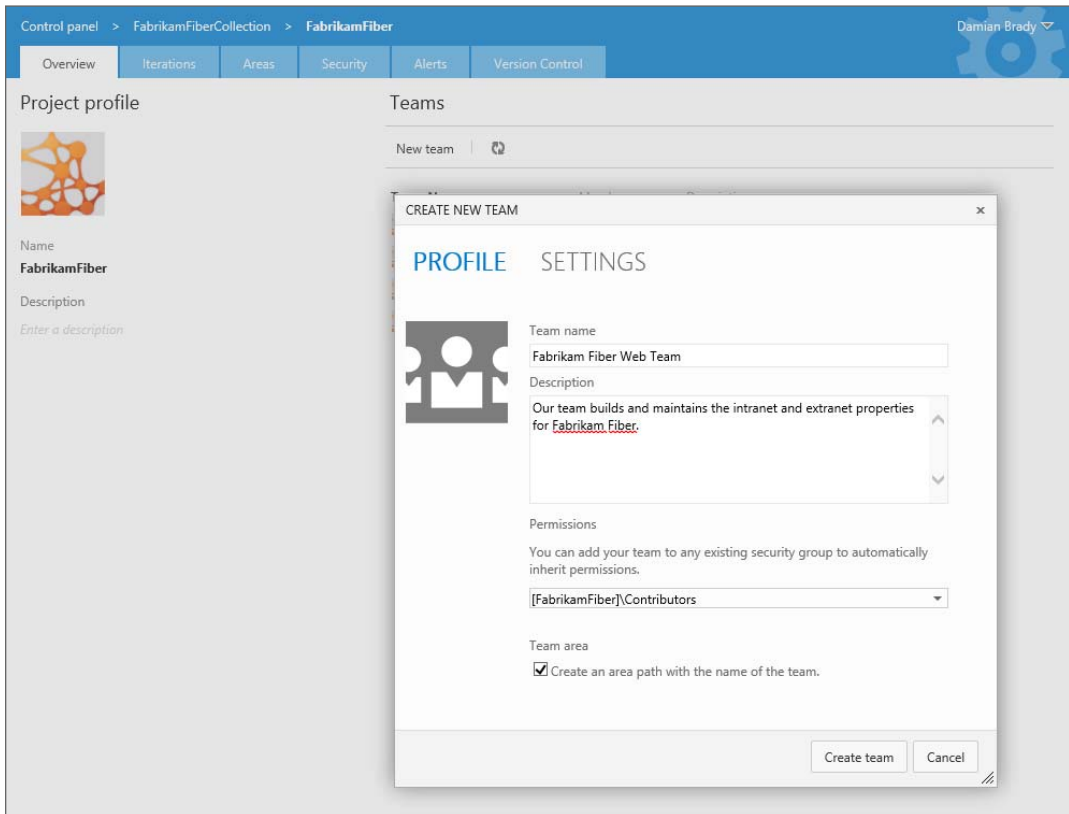 Control panel > FabrikamFiberCollection > FabrikamFiber
Damian Brady
Overview Iterations Areas Security Alerts Version Control
Project profile
Teams
New team
CREATE NEW TEAM
PROFILE SETTINGS
Name
FabrikamFiber
Description
Enter a description
Team name
Fabrikam Fiber Web Team
Description
Our team builds and maintains the intranet and extranet properties
for Fabrikam Fiber.
Permissions
You can add your team to any existing security group to automatically
inherit permissions.
[FabrikamFiber]\Contributors
Team area
Create an area path with the name of the team.
Create team
Cancel